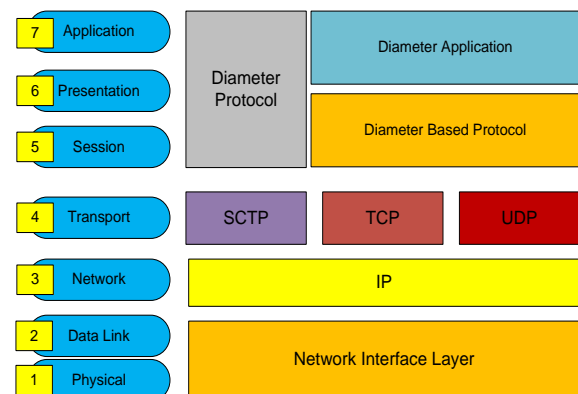 7 Application
6 Presentation
5 Session
4 Transport
3 Network
2 Data Link
1 Physical
Diameter
Protocol
Diameter Application
Diameter Based Protocol
SCTP TCP UDP
IP
Network Interface Layer